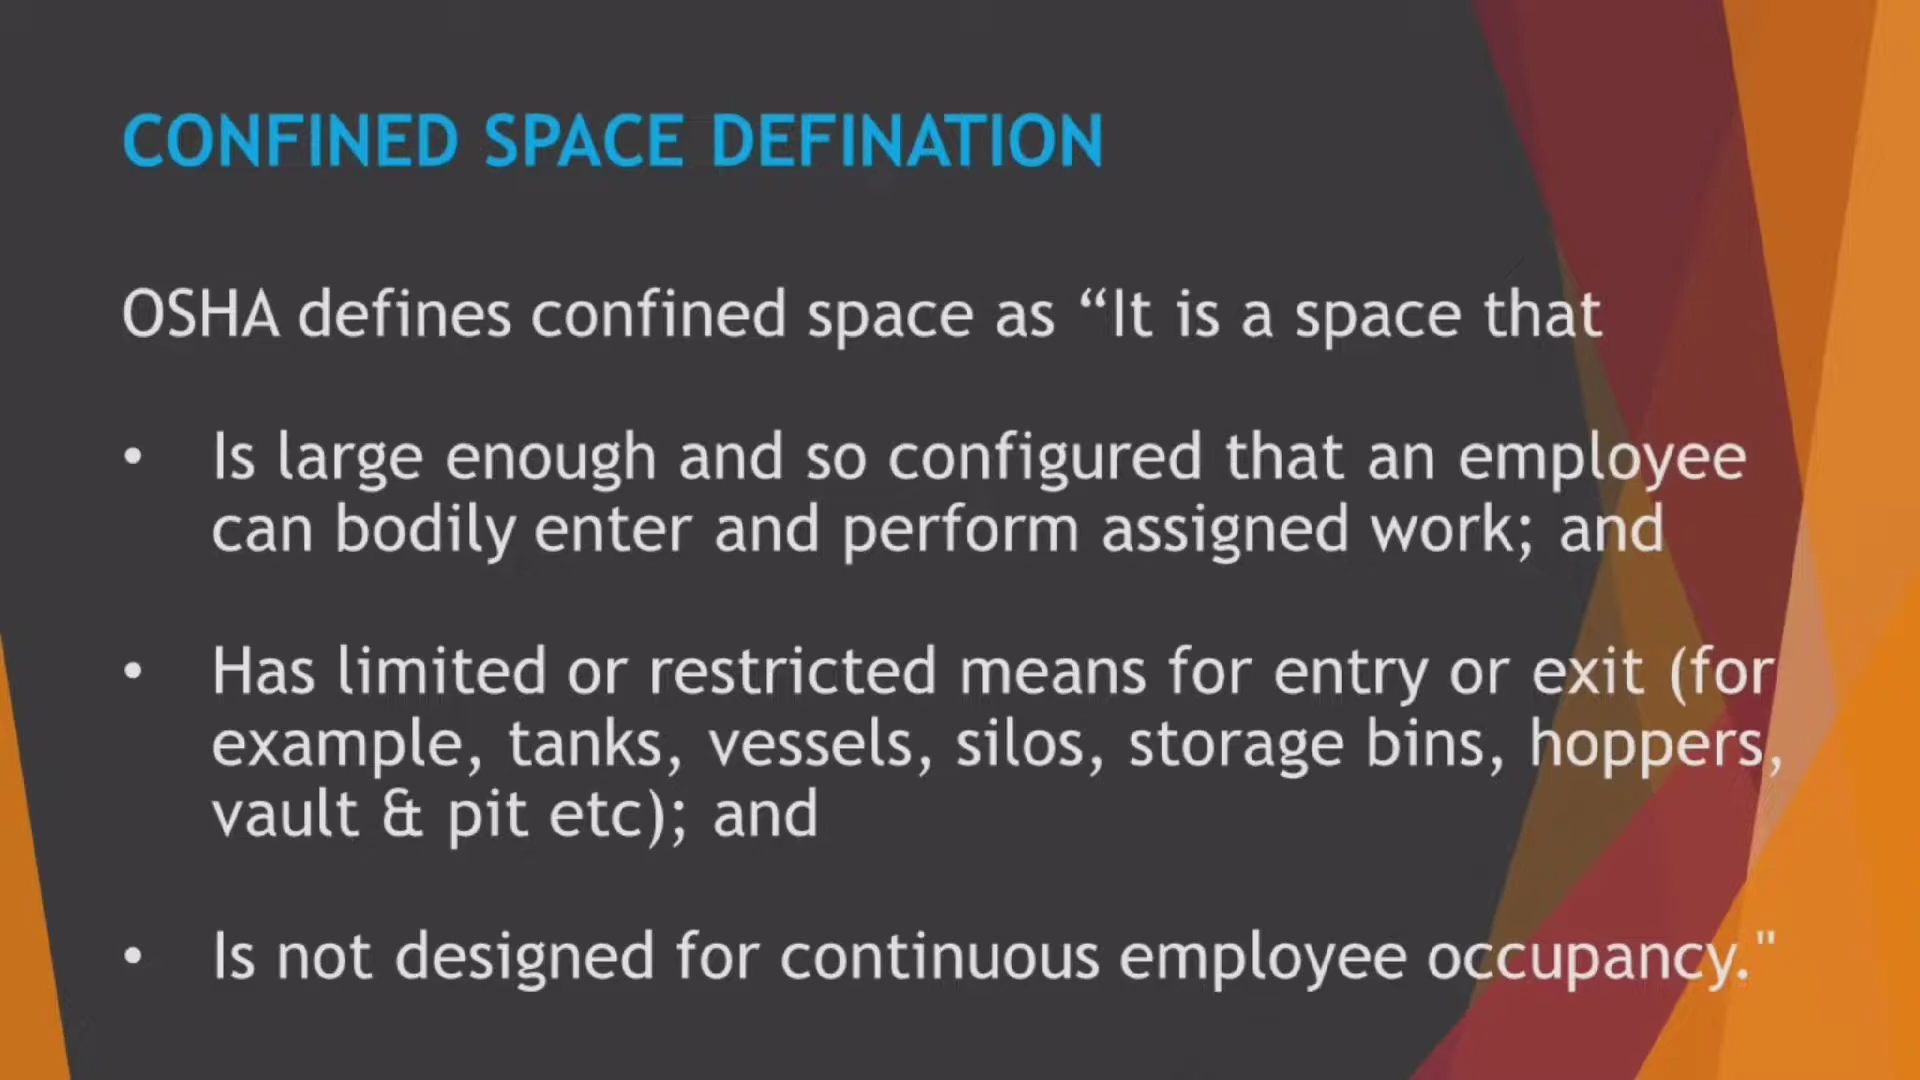 CONFINED SPACE DEFINATION
OSHA defines confined space as “It is a space that
• Is large enough and so configured that an employee
can bodily enter and perform assigned work; and
• Has limited or restricted means for entry or exit (for
example, tanks, vessels, silos, storage bins, hoppers,
vault & pit etc); and
• Is not designed for continuous employee occupancy."